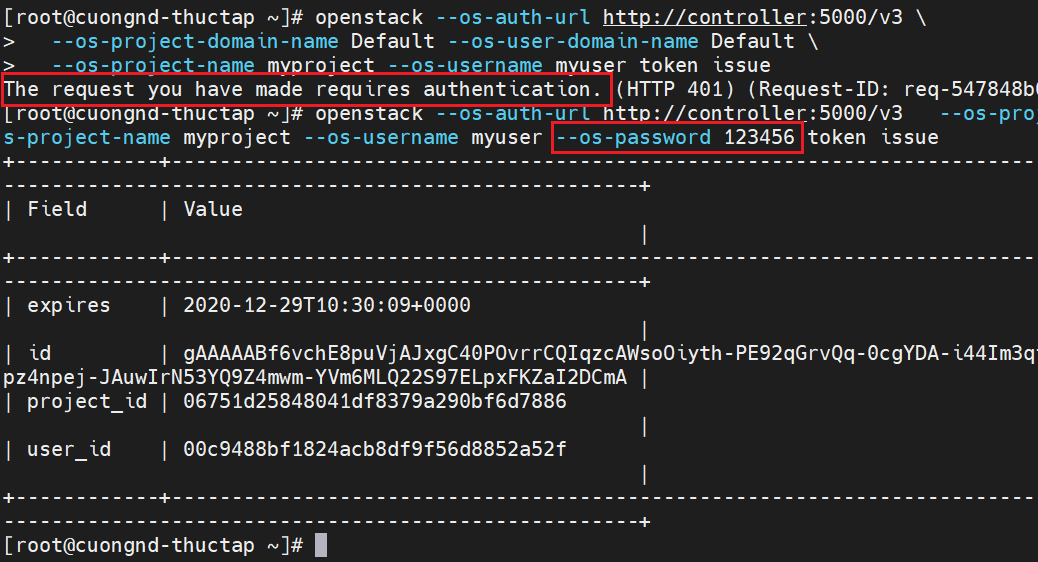 [root@cuongnd-thuctap ~]# openstack --os-auth-url http://controller:5000/v3 \
>   --os-project-domain-name Default --os-user-domain-name Default \
>   --os-project-name myproject --os-username myuser token issue
The request you have made requires authentication. (HTTP 401) (Request-ID: req-547848b
[root@cuongnd-thuctap ~]# openstack --os-auth-url http://controller:5000/v3   --os-proj
s-project-name myproject --os-username myuser --os-password 123456 token issue
+------------+------------------------------------------------------------------------
-----------------------------------------------------+
| Field      | Value
|
+------------+------------------------------------------------------------------------
-----------------------------------------------------+
| expires    | 2020-12-29T10:30:09+0000
|
| id         | gAAAAABf6vchE8puVjAJxgC40POvrrCQIqzcAWsoOiyth-PE92qGrvQq-0cgYDA-i44Im3q
pz4npej-JAuwIrN53YQ9Z4mwm-YVm6MLQ22S97ELpxFKZaI2DCmA |
| project_id | 06751d25848041df8379a290bf6d7886
|
| user_id    | 00c9488bf1824acb8df9f56d8852a52f
|
+------------+------------------------------------------------------------------------
-----------------------------------------------------+
[root@cuongnd-thuctap ~]#